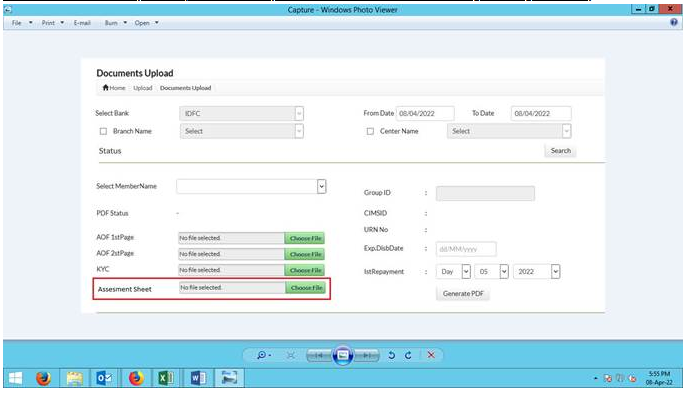 Capture - Windows Photo Viewer
File Print E-mail Burn Open
Documents Upload
Home Upload Documents Upload
Select Bank IDFC From Date 08/04/2022 To Date 08/04/2022
Branch Name Select Center Name Select
Status Search
Select MemberName Group ID :
PDF Status - CIMSID :
URN No :
AOF 1stPage No file selected. Choose File
Exp.DisbDate : dd/MM/yyyy
AOF 2stPage No file selected. Choose File
KYC No file selected. Choose File IstRepayment : Day 05 2022
Assesment Sheet No file selected. Choose File Generate PDF
5:55 PM
08-Apr-22